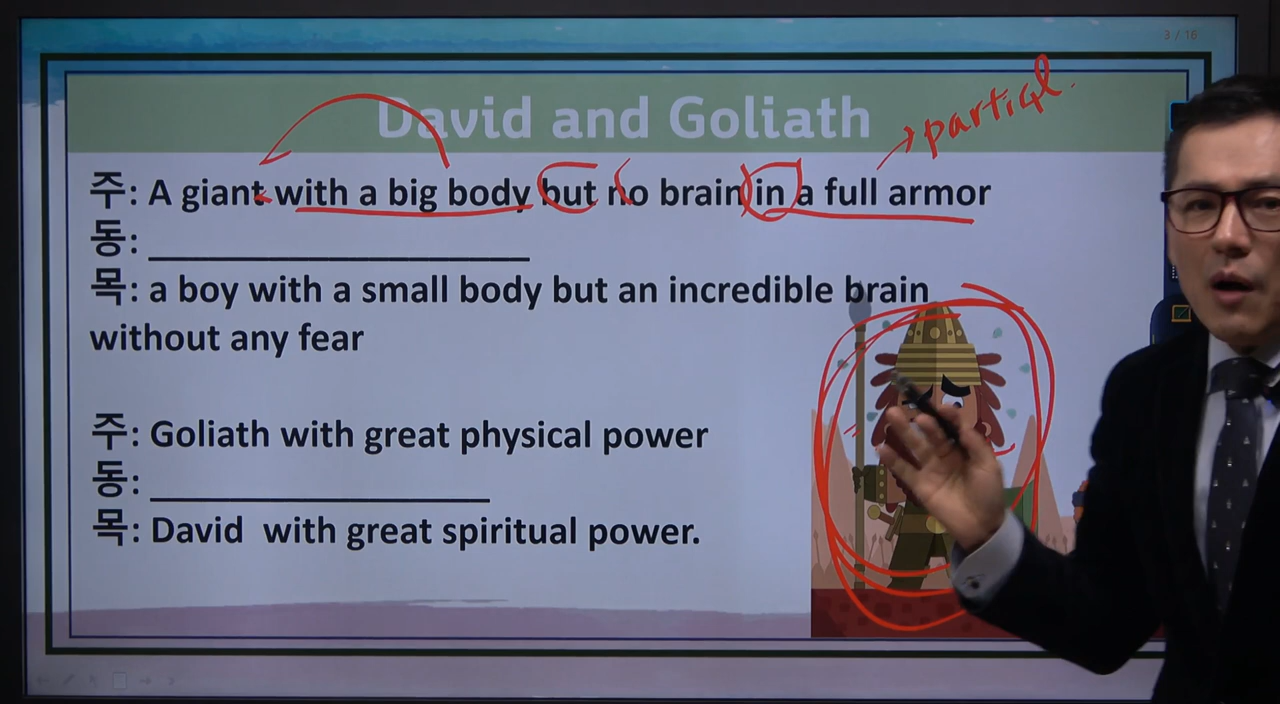 3 / 16
David and Goliath
partial.
주: A giant with a big body but no brain in a full armor
동: ____________________
목: a boy with a small body but an incredible brain
without any fear
주: Goliath with great physical power
동: __________________
목: David with great spiritual power.